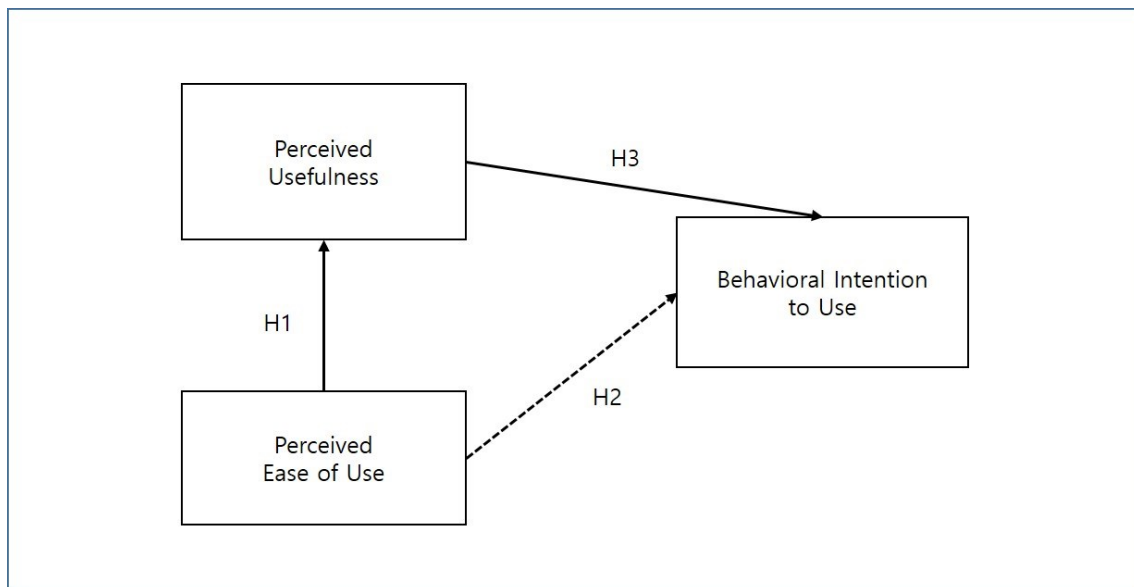 Perceived
Usefulness
H3
Behavioral Intention
to Use
H1
H2
Perceived
Ease of Use